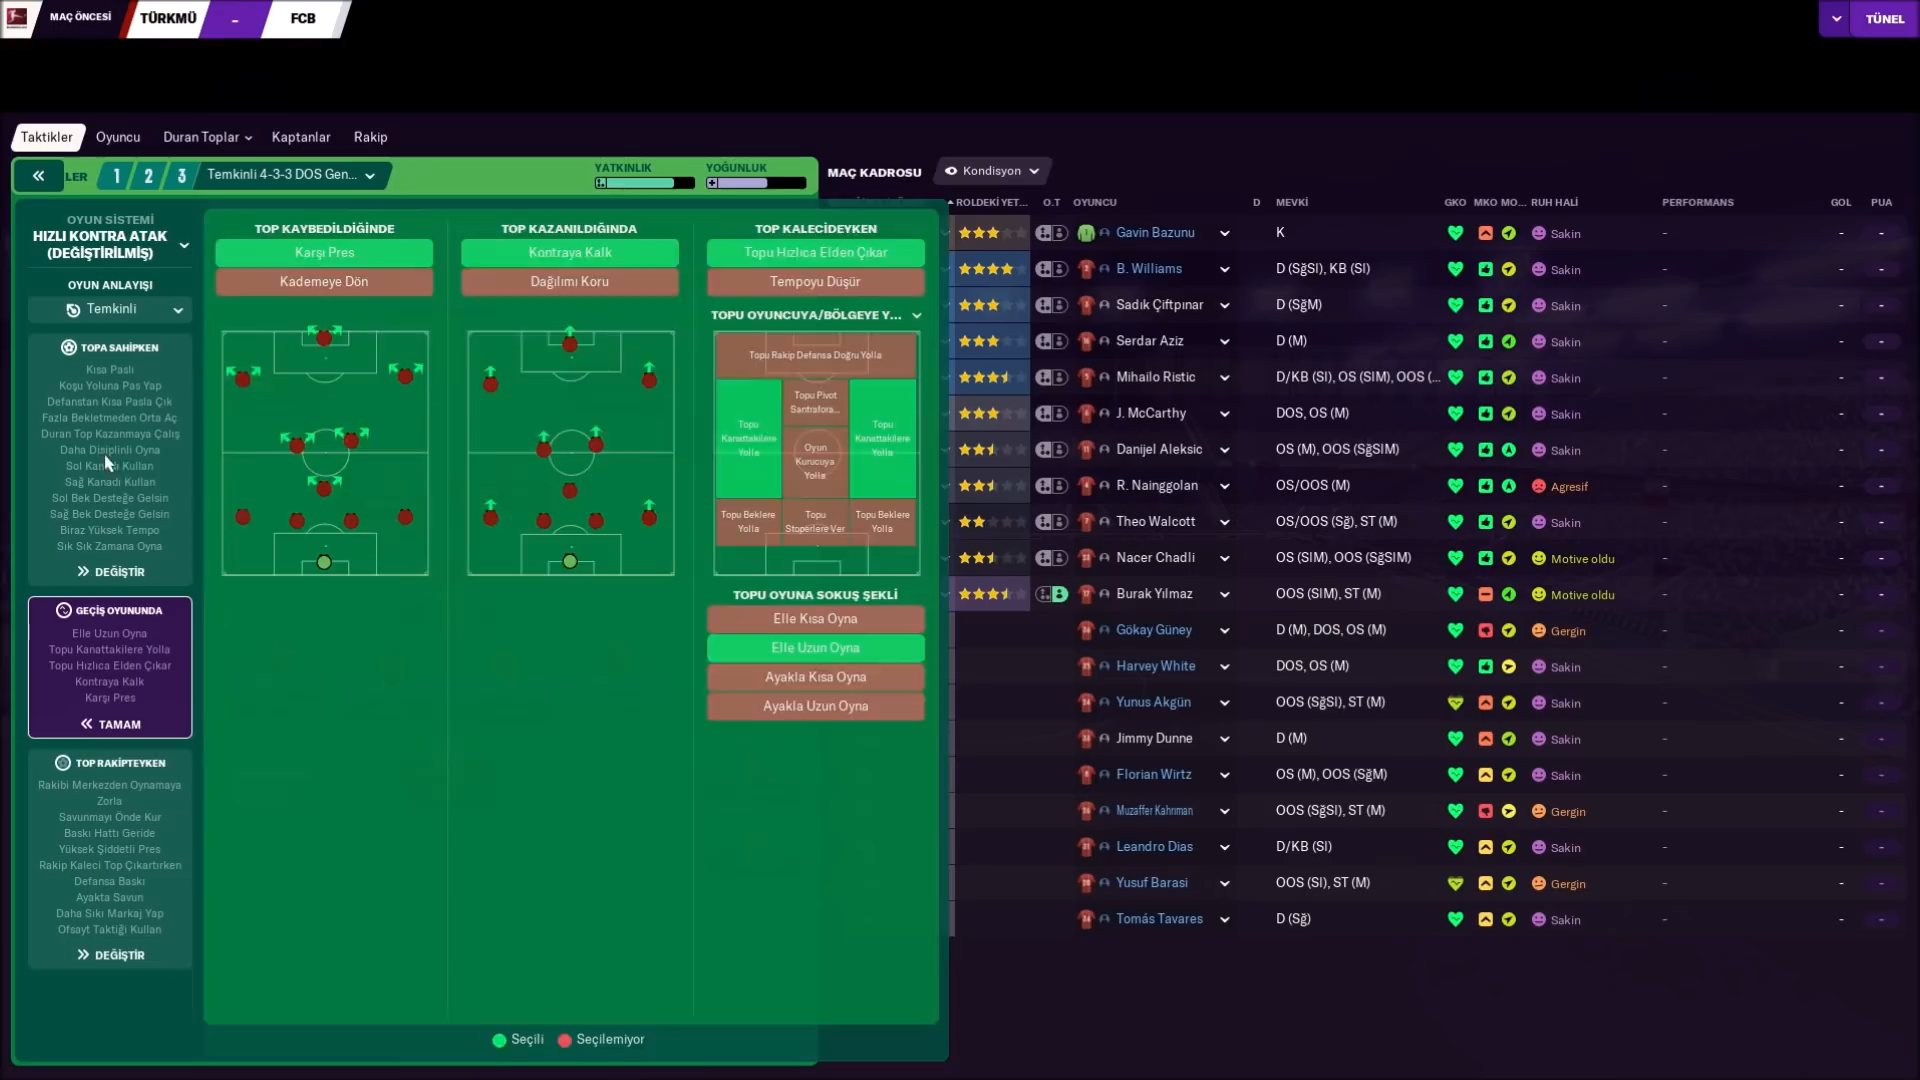 MAÇ ÖNCESİ
TÜRKMÜ
-
FCB
TÜNEL
Taktikler
Oyuncu
Duran Toplar
Kaptanlar
Rakip
LER
1
2
3
Temkinli 4-3-3 DOS Gen...
YATKINLIK
YOĞUNLUK
MAÇ KADROSU
Kondisyon
OYUN SİSTEMİ
HIZLI KONTRA ATAK
(DEĞİŞTİRİLMİŞ)
OYUN ANLAYIŞI
Temkinli
TOPA SAHİPKEN
Kısa Paslı
Koşu Yoluna Pas Yap
Defanstan Kısa Pasla Çık
Fazla Bekletmeden Orta Aç
Duran Top Kazanmaya Çalış
Daha Disiplinli Oyna
Sol Kanadı Kullan
Sağ Kanadı Kullan
Sol Bek Desteğe Gelsin
Sağ Bek Desteğe Gelsin
Biraz Yüksek Tempo
Sık Sık Zamana Oyna
DEĞİŞTİR
GEÇİŞ OYUNUNDA
Elle Uzun Oyna
Topu Kanattakilere Yolla
Topu Hızlıca Elden Çıkar
Kontraya Kalk
Karşı Pres
TAMAM
TOP RAKİPTEYKEN
Rakibi Merkezden Oynamaya
Zorla
Savunmayı Önde Kur
Baskı Hattı Geride
Yüksek Şiddetli Pres
Rakip Kaleci Top Çıkartırken
Defansa Baskı
Ayakta Savun
Daha Sıkı Markaj Yap
Ofsayt Taktiği Kullan
DEĞİŞTİR
TOP KAYBEDİLDİĞİNDE
Karşı Pres
Kademeye Dön
TOP KAZANILDIĞINDA
Kontraya Kalk
Dağılımı Koru
TOP KALECİDEYKEN
Topu Hızlıca Elden Çıkar
Tempoyu Düşür
TOPU OYUNCUYA/BÖLGEYE Y...
Topu Rakip Defansa Doğru Yolla
Topu
Kanattakilere
Yolla
Topu Pivot
Santrafora...
Oyun
Kurucuya
Yolla
Topu
Kanattakilere
Yolla
Topu Beklere
Yolla
Topu
Stoperlere Ver
Topu Beklere
Yolla
TOPU OYUNA SOKUŞ ŞEKLİ
Elle Kısa Oyna
Elle Uzun Oyna
Ayakla Kısa Oyna
Ayakla Uzun Oyna
Seçili
Seçilemiyor
ROLDEKİ YET... O.T OYUNCU D MEVKİ GKO MKO MO... RUH HALİ PERFORMANS GOL PUA
Gavin Bazunu K Sakin - - -
B. Williams D (SğSl), KB (Sl) Sakin - - -
Sadık Çiftpınar D (SğM) Sakin - - -
Serdar Aziz D (M) Sakin - - -
Mihailo Ristic D/KB (Sl), OS (SlM), OOS (... Sakin - - -
J. McCarthy DOS, OS (M) Sakin - - -
Danijel Aleksic OS (M), OOS (SğSlM) Sakin - - -
R. Nainggolan OS/OOS (M) Agresif - - -
Theo Walcott OS/OOS (Sğ), ST (M) Sakin - - -
Nacer Chadli OS (SlM), OOS (SğSlM) Motive oldu - - -
Burak Yılmaz OOS (SlM), ST (M) Motive oldu - - -
Gökay Güney D (M), DOS, OS (M) Gergin - - -
Harvey White DOS, OS (M) Sakin - - -
Yunus Akgün OOS (SğSl), ST (M) Sakin - - -
Jimmy Dunne D (M) Sakin - - -
Florian Wirtz OS (M), OOS (SğM) Sakin - - -
Muzaffer Kahrıman OOS (SğSl), ST (M) Gergin - - -
Leandro Dias D/KB (Sl) Sakin - - -
Yusuf Barasi OOS (Sl), ST (M) Gergin - - -
Tomás Tavares D (Sğ) Sakin - - -